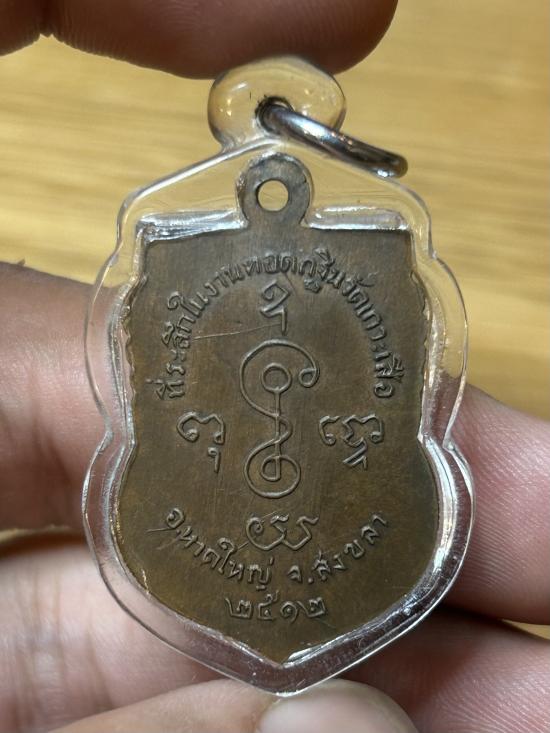 ที่ระลึกในงานทอดกฐินวัดเกาะเสือ
อ.หาดใหญ่ จ.สงขลา
๒๕๑๒